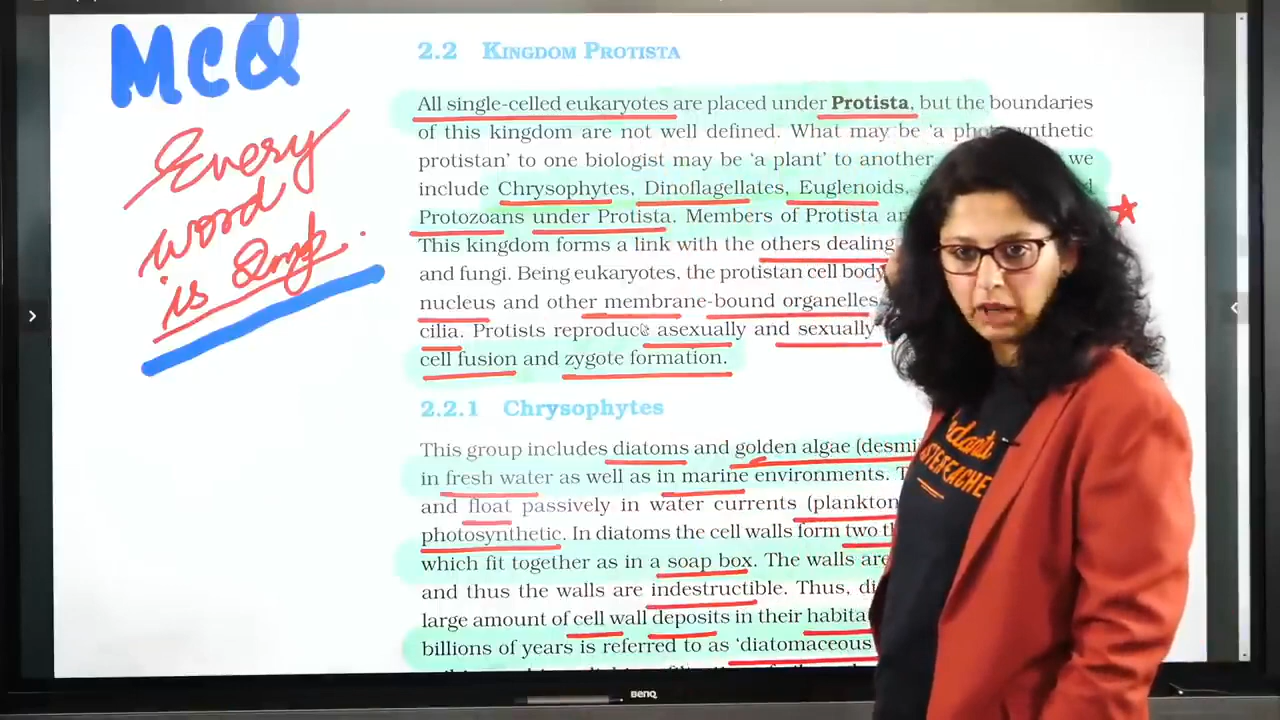 MCQ
Every
word
is Imp.
2.2 KINGDOM PROTISTA
All single-celled eukaryotes are placed under Protista, but the boundaries
of this kingdom are not well defined. What may be 'a photosynthetic
protistan' to one biologist may be 'a plant' to another we
include Chrysophytes, Dinoflagellates, Euglenoids,
Protozoans under Protista. Members of Protista
This kingdom forms a link with the others dealing
and fungi. Being eukaryotes, the protistan cell body
nucleus and other membrane-bound organelles
cilia. Protists reproduce asexually and sexually
cell fusion and zygote formation.
2.2.1 Chrysophytes
This group includes diatoms and golden algae
in fresh water as well as in marine environments.
and float passively in water currents
photosynthetic. In diatoms the cell walls form two
which fit together as in a soap box. The walls are
and thus the walls are indestructible. Thus,
large amount of cell wall deposits in their
billions of years is referred to as 'diatomaceous
BenQ